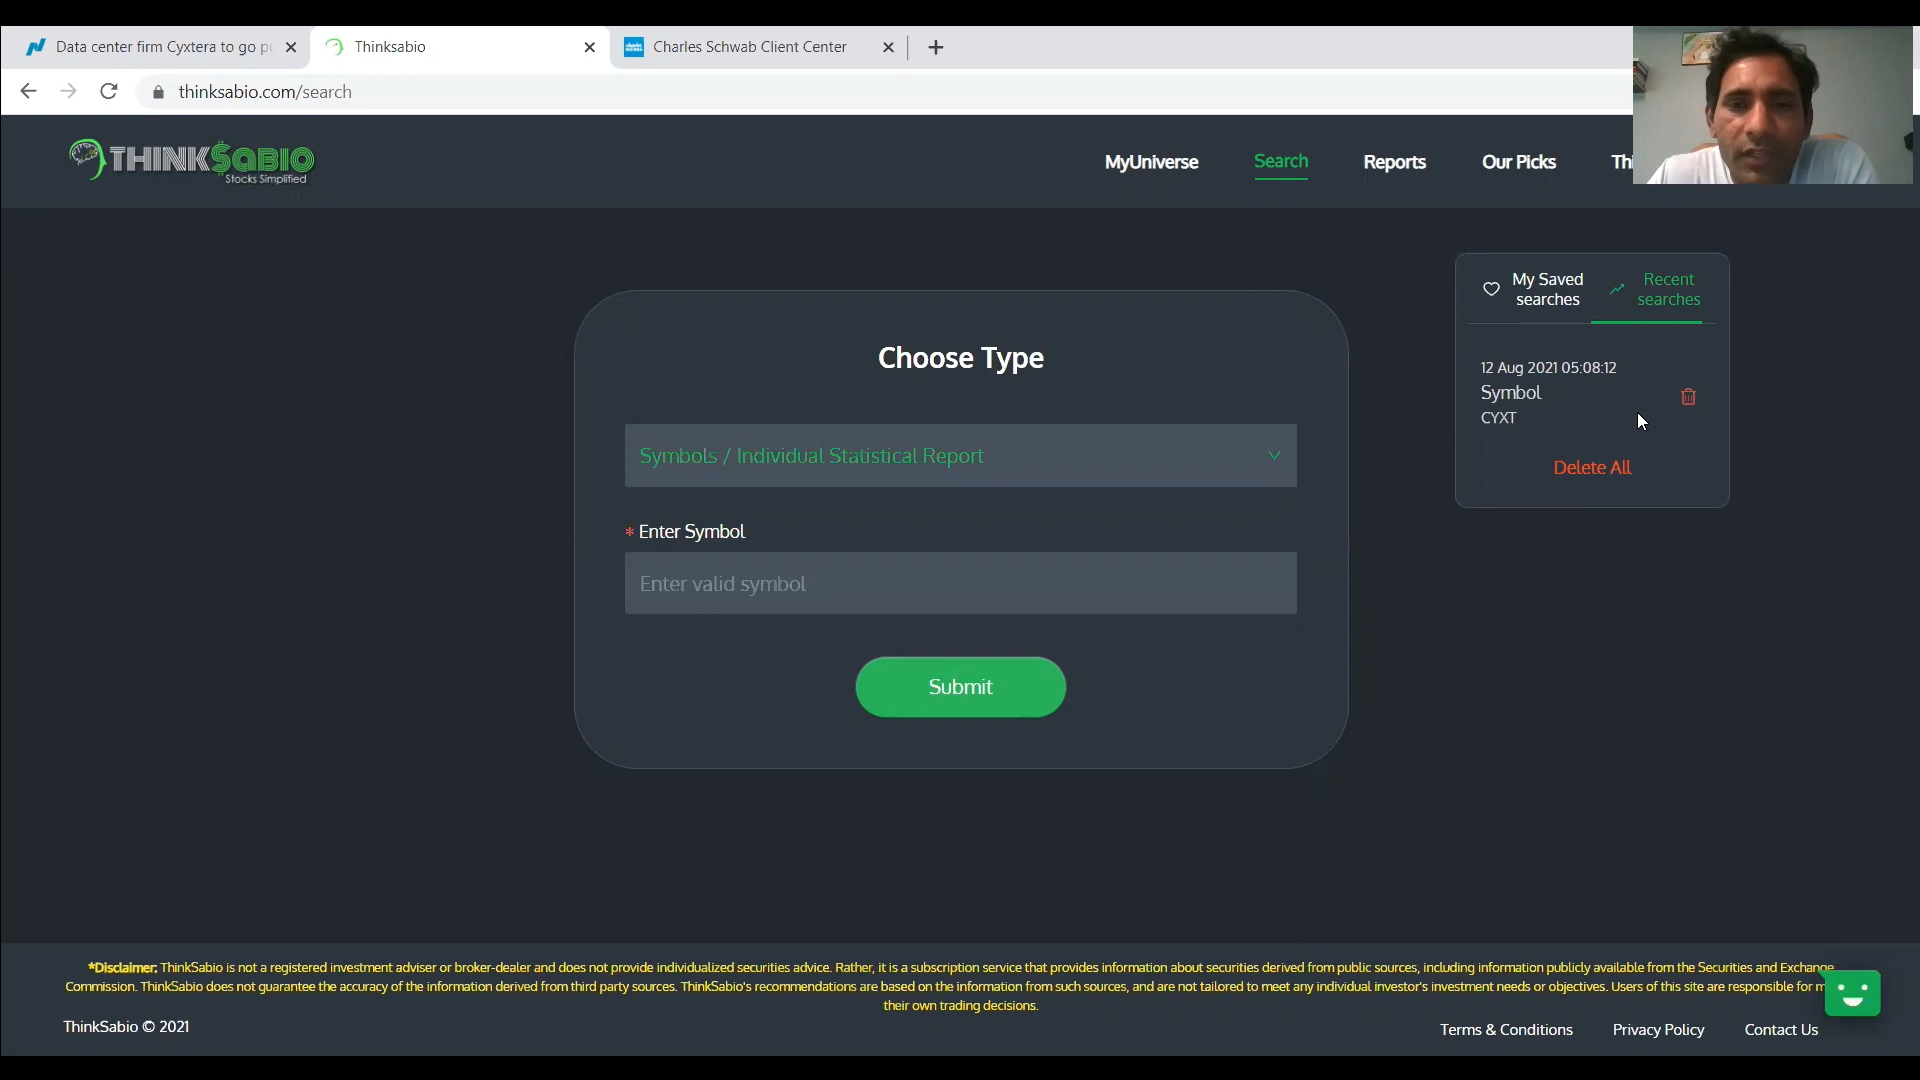 Data center firm Cyxtera to go pu
Thinksabio
Charles Schwab Client Center
thinksabio.com/search
THINK$ABIO
Stocks Simplified
MyUniverse
Search
Reports
Our Picks
Thi
My Saved searches
Recent searches
Choose Type
12 Aug 2021 05:08:12
Symbol
CYXT
Delete All
Symbols / Individual Statistical Report
* Enter Symbol
Enter valid symbol
Submit
*Disclaimer: ThinkSabio is not a registered investment adviser or broker-dealer and does not provide individualized securities advice. Rather, it is a subscription service that provides information about securities derived from public sources, including information publicly available from the Securities and Exchange
Commission. ThinkSabio does not guarantee the accuracy of the information derived from third party sources. ThinkSabio's recommendations are based on the information from such sources, and are not tailored to meet any individual investor's investment needs or objectives. Users of this site are responsible for m
their own trading decisions.
ThinkSabio © 2021
Terms & Conditions
Privacy Policy
Contact Us